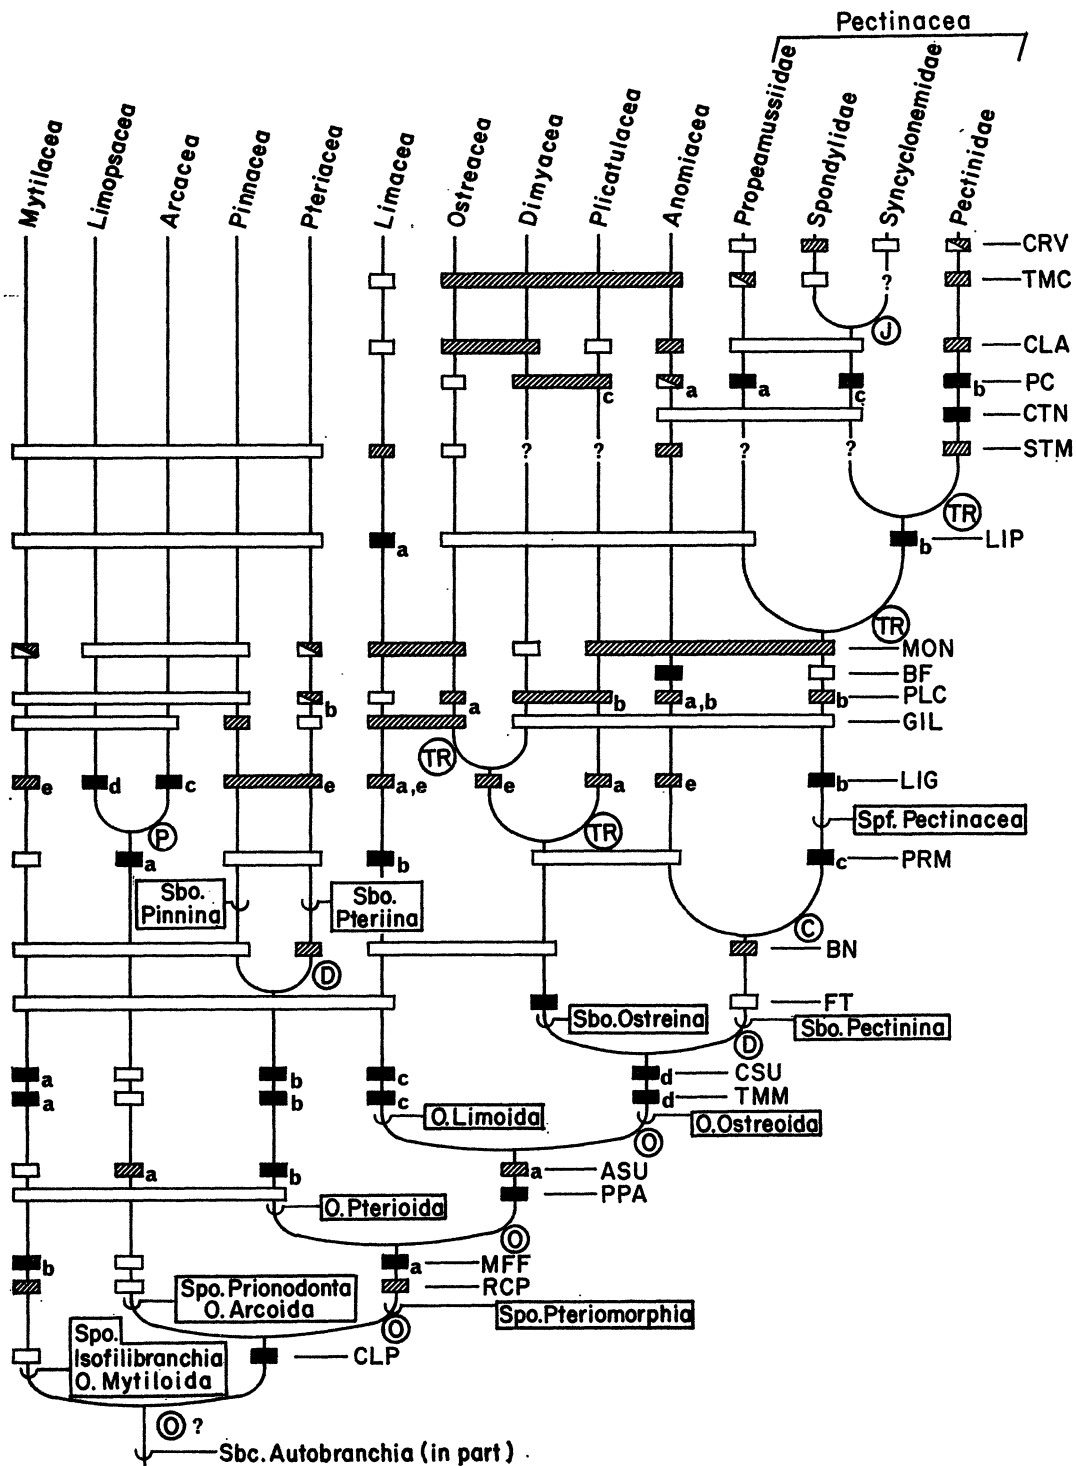 Pectinacea
Mytilacea
Limopsacea
Arcacea
Pinnacea
Pteriacea
Limacea
Ostreacea
Dimyacea
Plicatulacea
Anomiacea
Propeamussiidae
Spondylidae
Syncyclonemidae
Pectinidae
CRV
? TMC
J
CLA
c a a c b PC
CTN
? ? ? ? STM
TR
a b LIP
TR
MON
BF
b a b a,b b PLC
GIL
TR
e d c e a,e e a e b LIG
Spf. Pectinacea
P TR
a b c PRM
Sbo.
Pinnina
Sbo.
Pteriina
C
BN
D
FT
Sbo. Ostreina
Sbo. Pectinina
D
a b c d CSU
a b c d TMM
O. Limoida
O. Ostreoida
O
a b a ASU
PPA
O. Pterioida
O
b a MFF
RCP
Spo. Prionodonta
O. Arcoida
Spo. Pteriomorphia
O
Spo.
Isofilibranchia
O. Mytiloida
CLP
O ?
Sbc. Autobranchia (in part)